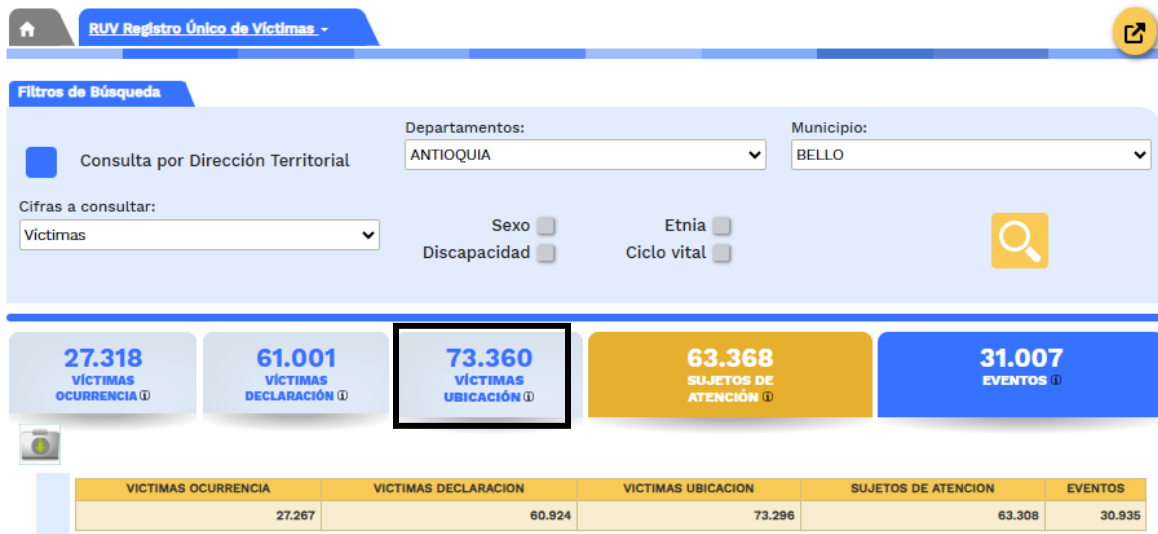 RUV Registro Único de Víctimas
Filtros de Búsqueda
Consulta por Dirección Territorial
Departamentos:
ANTIOQUIA
Municipio:
BELLO
Cifras a consultar:
Víctimas
Sexo
Etnia
Discapacidad
Ciclo vital
27.318
VÍCTIMAS
OCURRENCIA
61.001
VÍCTIMAS
DECLARACIÓN
73.360
VÍCTIMAS
UBICACIÓN
63.368
SUJETOS DE
ATENCIÓN
31.007
EVENTOS
VICTIMAS OCURRENCIA VICTIMAS DECLARACION VICTIMAS UBICACION SUJETOS DE ATENCION EVENTOS
27.267 60.924 73.296 63.308 30.935